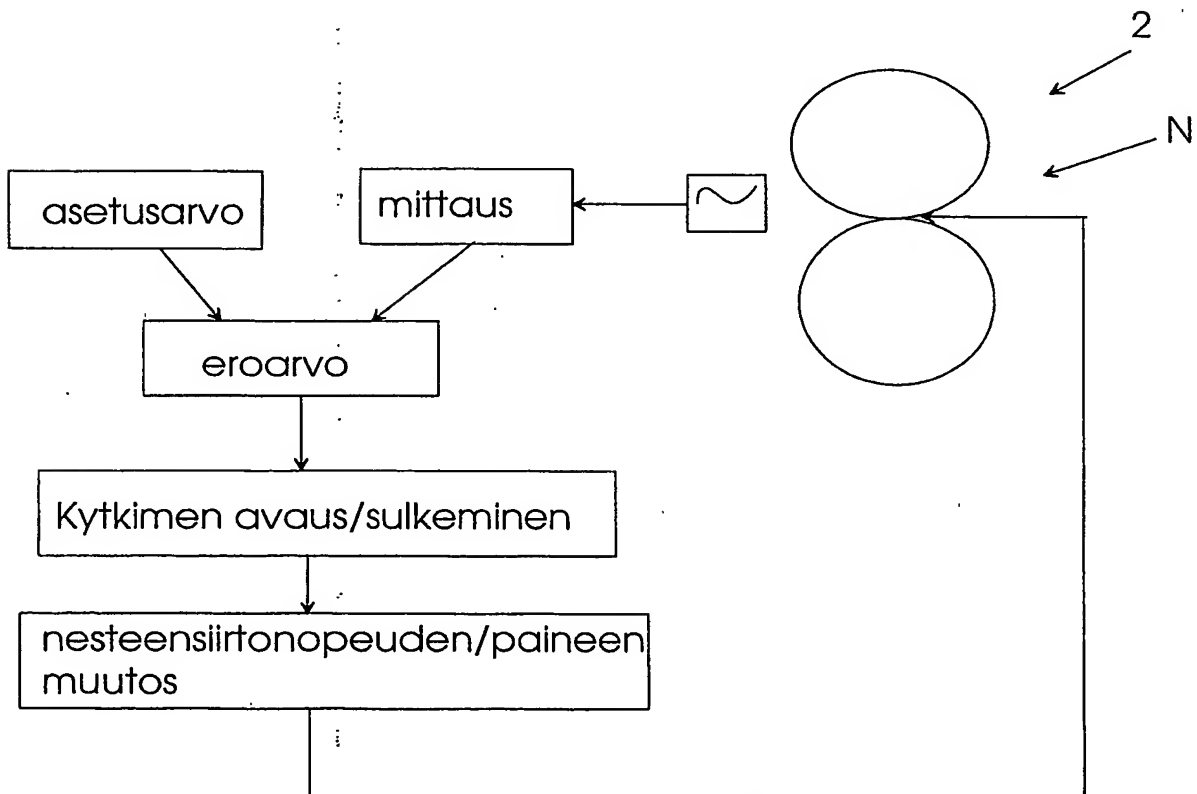 2
N
asetusarvo
mittaus
eroarvo
Kytkimen avaus/sulkeminen
nesteensiirtonopeuden/paineen
muutos